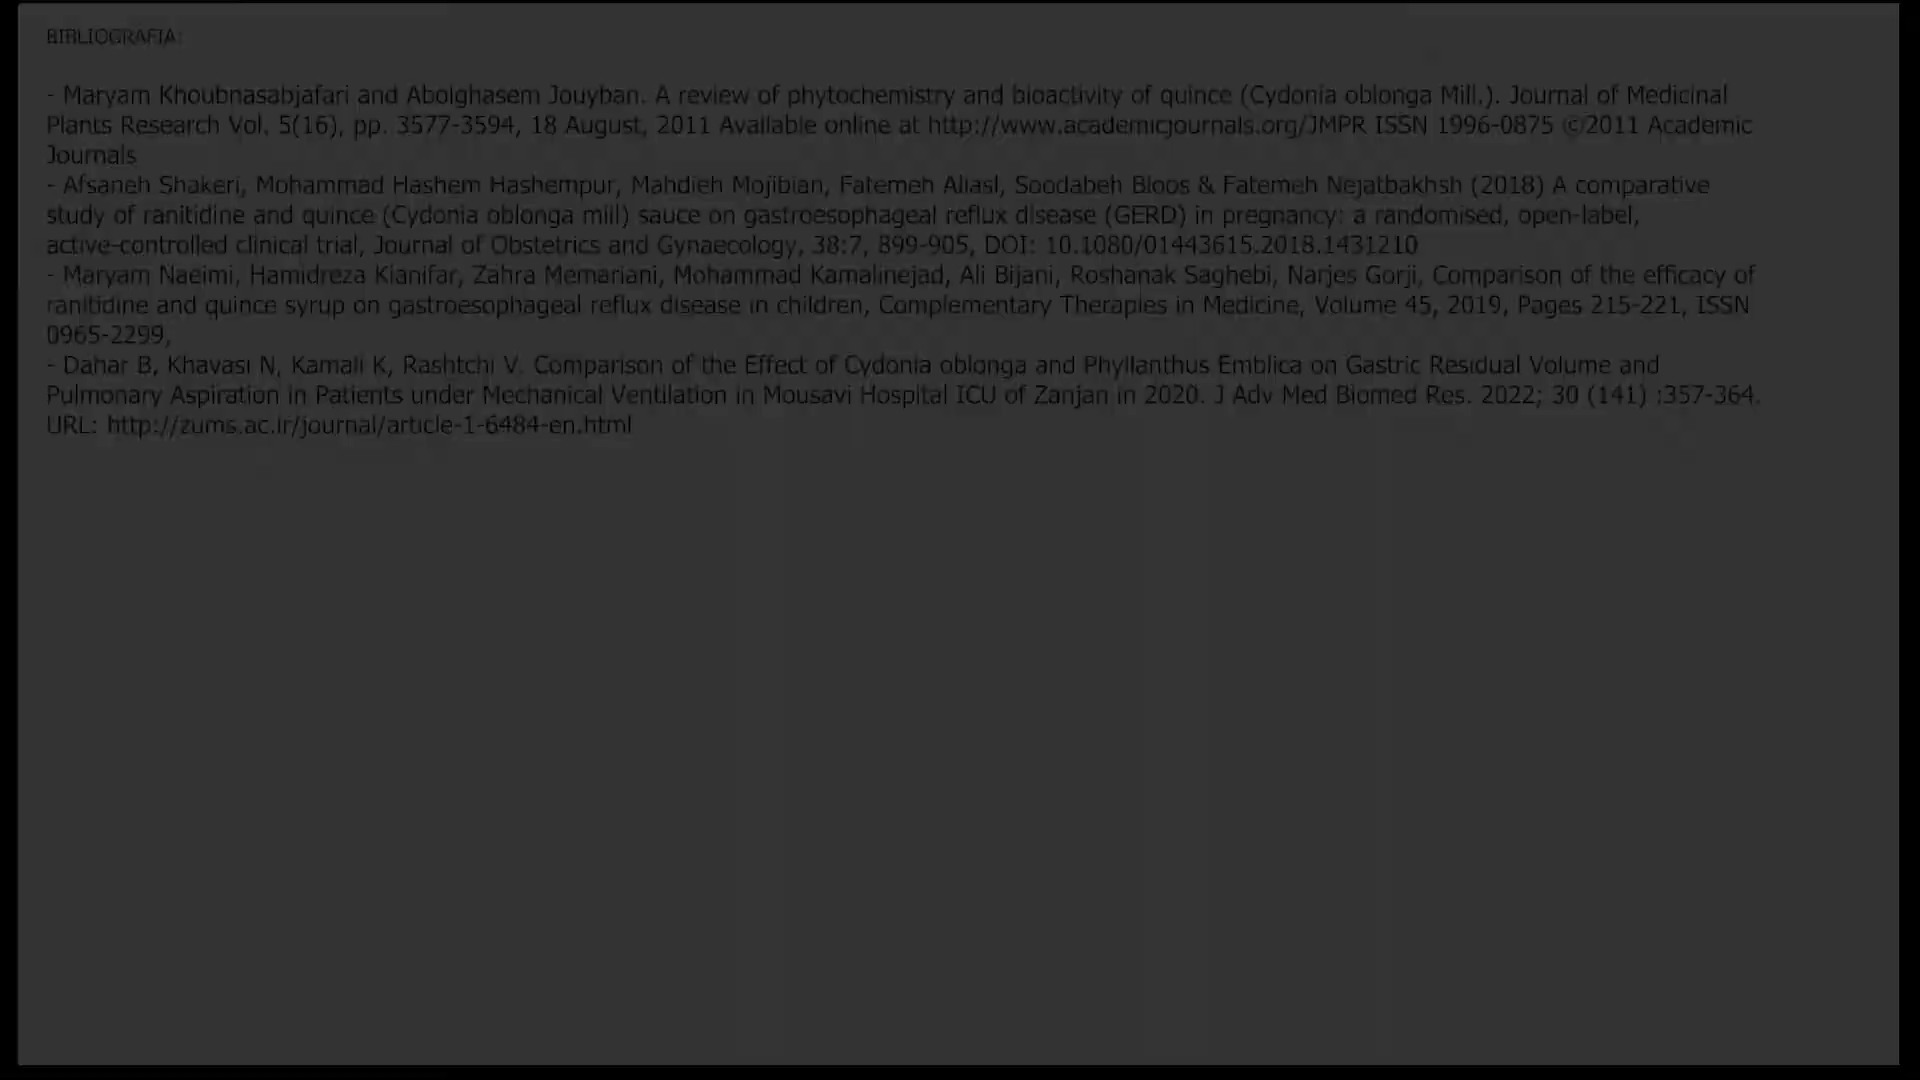 BIBLIOGRAFIA:
- Maryam Khoubnasabjafari and Abolghasem Jouyban. A review of phytochemistry and bioactivity of quince (Cydonia oblonga Mill.). Journal of Medicinal
Plants Research Vol. 5(16), pp. 3577-3594, 18 August, 2011 Available online at http://www.academicjournals.org/JMPR ISSN 1996-0875 ©2011 Academic
Journals
- Afsaneh Shakeri, Mohammad Hashem Hashempur, Mahdieh Mojibian, Fatemeh Aliasl, Soodabeh Bioos & Fatemeh Nejatbakhsh (2018) A comparative
study of ranitidine and quince (Cydonia oblonga mill) sauce on gastroesophageal reflux disease (GERD) in pregnancy: a randomised, open-label,
active-controlled clinical trial, Journal of Obstetrics and Gynaecology, 38:7, 899-905, DOI: 10.1080/01443615.2018.1431210
- Maryam Naeimi, Hamidreza Kianifar, Zahra Memariani, Mohammad Kamalinejad, Ali Bijani, Roshanak Saghebi, Narjes Gorji, Comparison of the efficacy of
ranitidine and quince syrup on gastroesophageal reflux disease in children, Complementary Therapies in Medicine, Volume 45, 2019, Pages 215-221, ISSN
0965-2299,
- Dahar B, Khavasi N, Kamali K, Rashtchi V. Comparison of the Effect of Cydonia oblonga and Phyllanthus Emblica on Gastric Residual Volume and
Pulmonary Aspiration in Patients under Mechanical Ventilation in Mousavi Hospital ICU of Zanjan in 2020. J Adv Med Biomed Res. 2022; 30 (141) :357-364.
URL: http://zums.ac.ir/journal/article-1-6484-en.html